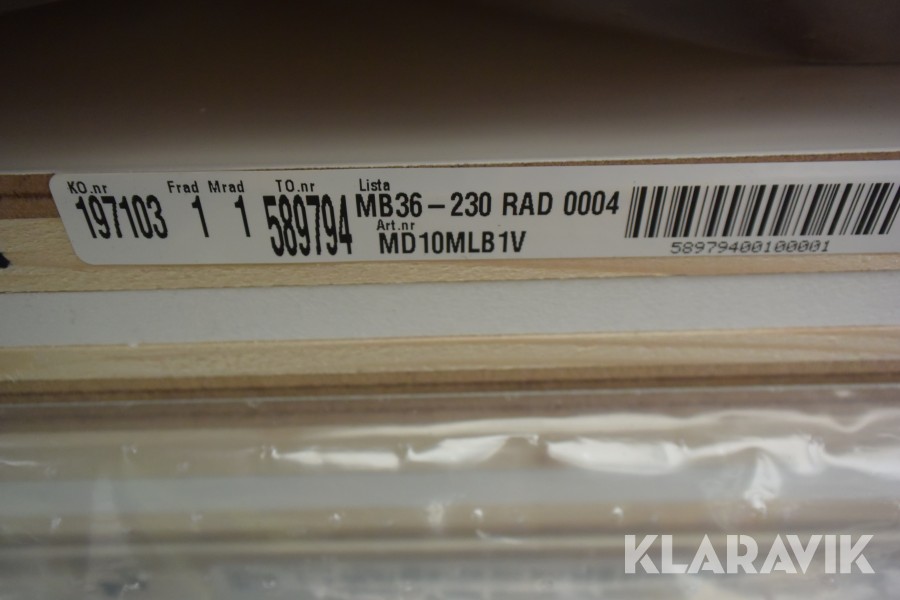 KO.nr Frad Mrad TO.nr Lista
197103 1 1 589794 MB36-230 RAD 0004
Art.nr
MD10MLB1V
58979400100001
KLARAVIK